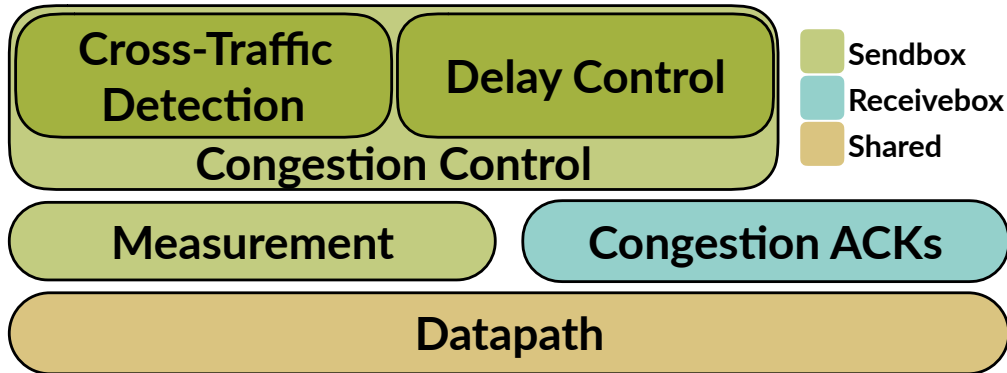 Cross-Traffic
Detection
Delay Control
Congestion Control
Sendbox
Receivebox
Shared
Measurement
Congestion ACKs
Datapath